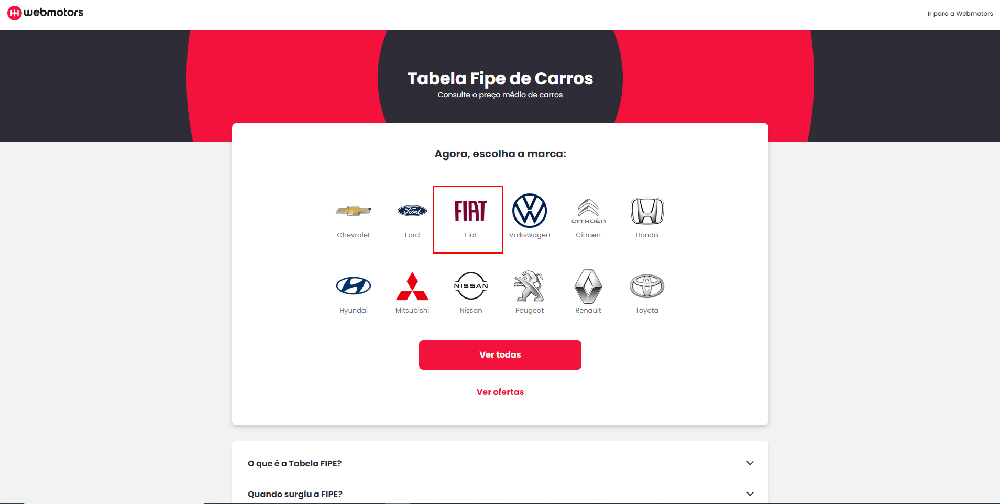 webmotors
Ir para a Webmotors
Tabela Fipe de Carros
Consulte o preço médio de carros
Agora, escolha a marca:
Ford
FIAT
CITROËN
Chevrolet
Ford
Fiat
Volkswagen
Citroën
Honda
NISSAN
Hyundai
Mitsubishi
Nissan
Peugeot
Renault
Toyota
Ver todas
Ver ofertas
O que é a Tabela FIPE?
Quando surgiu a FIPE?